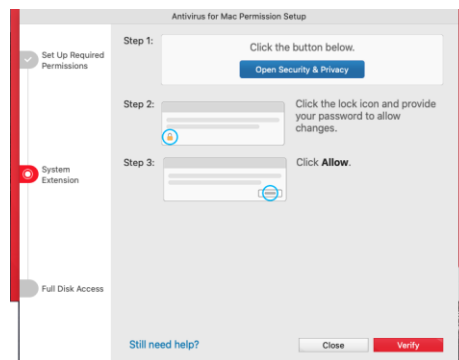 Antivirus for Mac Permission Setup
Set Up Required
Permissions
System
Extension
Full Disk Access
Step 1:
Click the button below.
Open Security & Privacy
Step 2:
Click the lock icon and provide
your password to allow
changes.
Step 3:
Click Allow.
Still need help?
Close
Verify